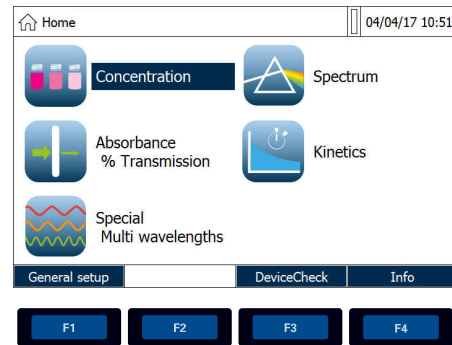 Home
04/04/17 10:51
Concentration
Spectrum
Absorbance
% Transmission
Kinetics
Special
Multi wavelengths
General setup
DeviceCheck
Info
F1
F2
F3
F4